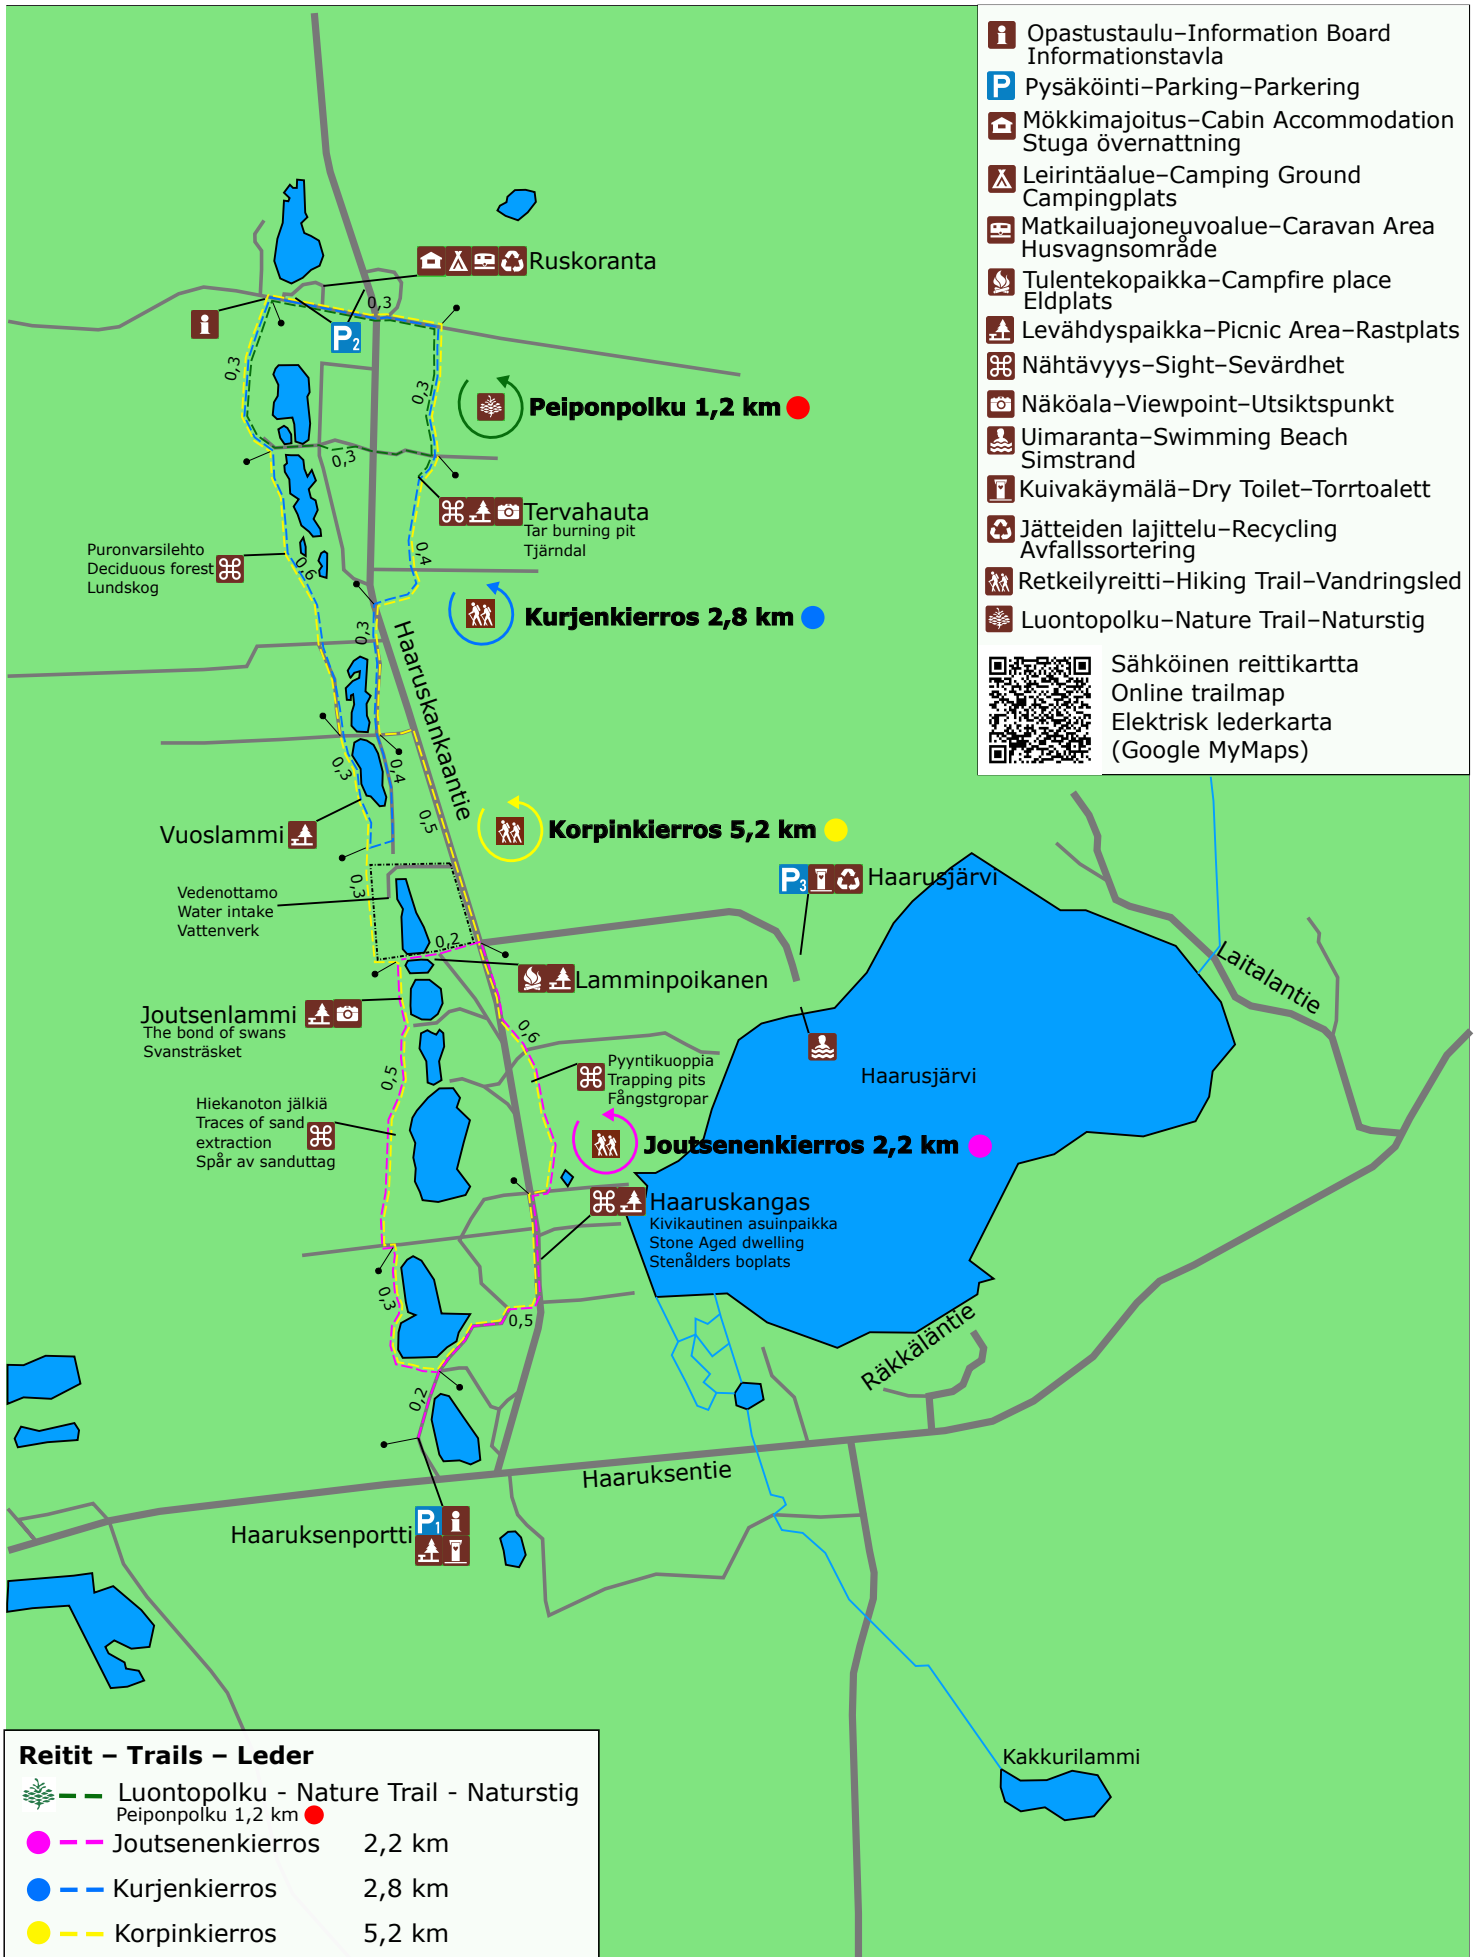 Opastustaulu–Information Board
Informationstavla
P
Pysäköinti–Parking–Parkering
Mökkimajoitus–Cabin Accommodation
Stuga övernattning
Leirintäalue–Camping Ground
Campingplats
Matkailuajoneuvoalue–Caravan Area
Husvagnsområde
Tulentekopaikka–Campfire place
Eldplats
Levähdyspaikka–Picnic Area–Rastplats
Nähtävyys–Sight–Sevärdhet
Näköala–Viewpoint–Utsiktspunkt
Uimaranta–Swimming Beach
Simstrand
Kuivakäymälä–Dry Toilet–Torrtoalett
Jätteiden lajittelu–Recycling
Avfallssortering
Retkeilyreitti–Hiking Trail–Vandringsled
Luontopolku–Nature Trail–Naturstig
Sähköinen reittikartta
Online trailmap
Elektrisk lederkarta
(Google MyMaps)
Ruskoranta
0,3
P2
0,3
0,3
Peiponpolku 1,2 km
0,3
Tervahauta
Tar burning pit
Tjärndal
Puronvarsilehto
Deciduous forest
Lundskog
0,6
0,4
Kurjenkierros 2,8 km
0,3
Haaruskankaantie
0,3
0,4
0,5
Korpinkierros 5,2 km
Vuoslammi
0,3
P3
Haarusjärvi
Vedenottamo
Water intake
Vattenverk
0,2
Lamminpoikanen
Laitalantie
Joutsenlammi
The bond of swans
Svansträsket
0,6
0,5
Pyyntikuoppia
Trapping pits
Fångstgropar
Haarusjärvi
Hiekanoton jälkiä
Traces of sand
extraction
Spår av sanduttag
Joutsenenkierros 2,2 km
Haaruskangas
Kivikautinen asuinpaikka
Stone Aged dwelling
Stenålders boplats
0,3
0,5
Räkkäläntie
0,2
Haaruksentie
Haaruksenportti
P1
Kakkurilammi
Reitit – Trails – Leder
Luontopolku - Nature Trail - Naturstig
Peiponpolku 1,2 km
Joutsenenkierros 2,2 km
Kurjenkierros 2,8 km
Korpinkierros 5,2 km